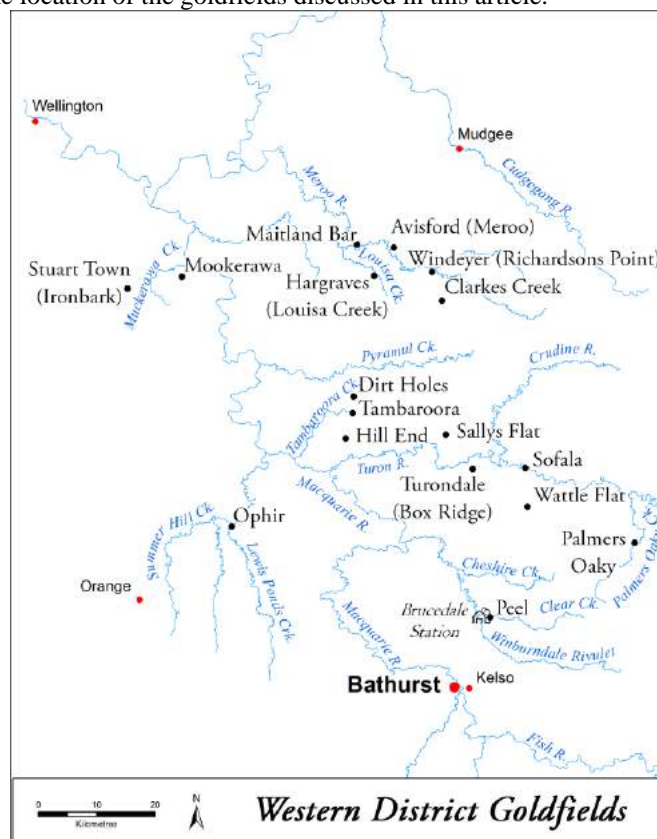 e location of the goldfields discussed in this article.
Wellington
Mudgee
Meroo R.
Cudgegong R.
Maitland Bar
Avisford (Meroo)
Muckerawa Ck.
Louisa Ck.
Windeyer (Richardsons Point)
Stuart Town
(Ironbark)
Mookerawa
Hargraves
(Louisa Creek)
Clarkes Creek
Pyramul Ck.
Crudine R.
Dirt Holes
Tambaroora Ck.
Tambaroora
Hill End
Sallys Flat
Turon R.
Sofala
Macquarie R.
Turondale
(Box Ridge)
Wattle Flat
Summer Hill Ck.
Ophir
Palmers
Oaky
Palmers Oaky Ck.
Lewis Ponds Crk.
Cheshire Ck.
Orange
Macquarie R.
Brucedale
Station
Peel
Clear Ck.
Winburndale Rivulet
Bathurst
Kelso
Fish R.
0 10 20
Kilometres
N
Western District Goldfields